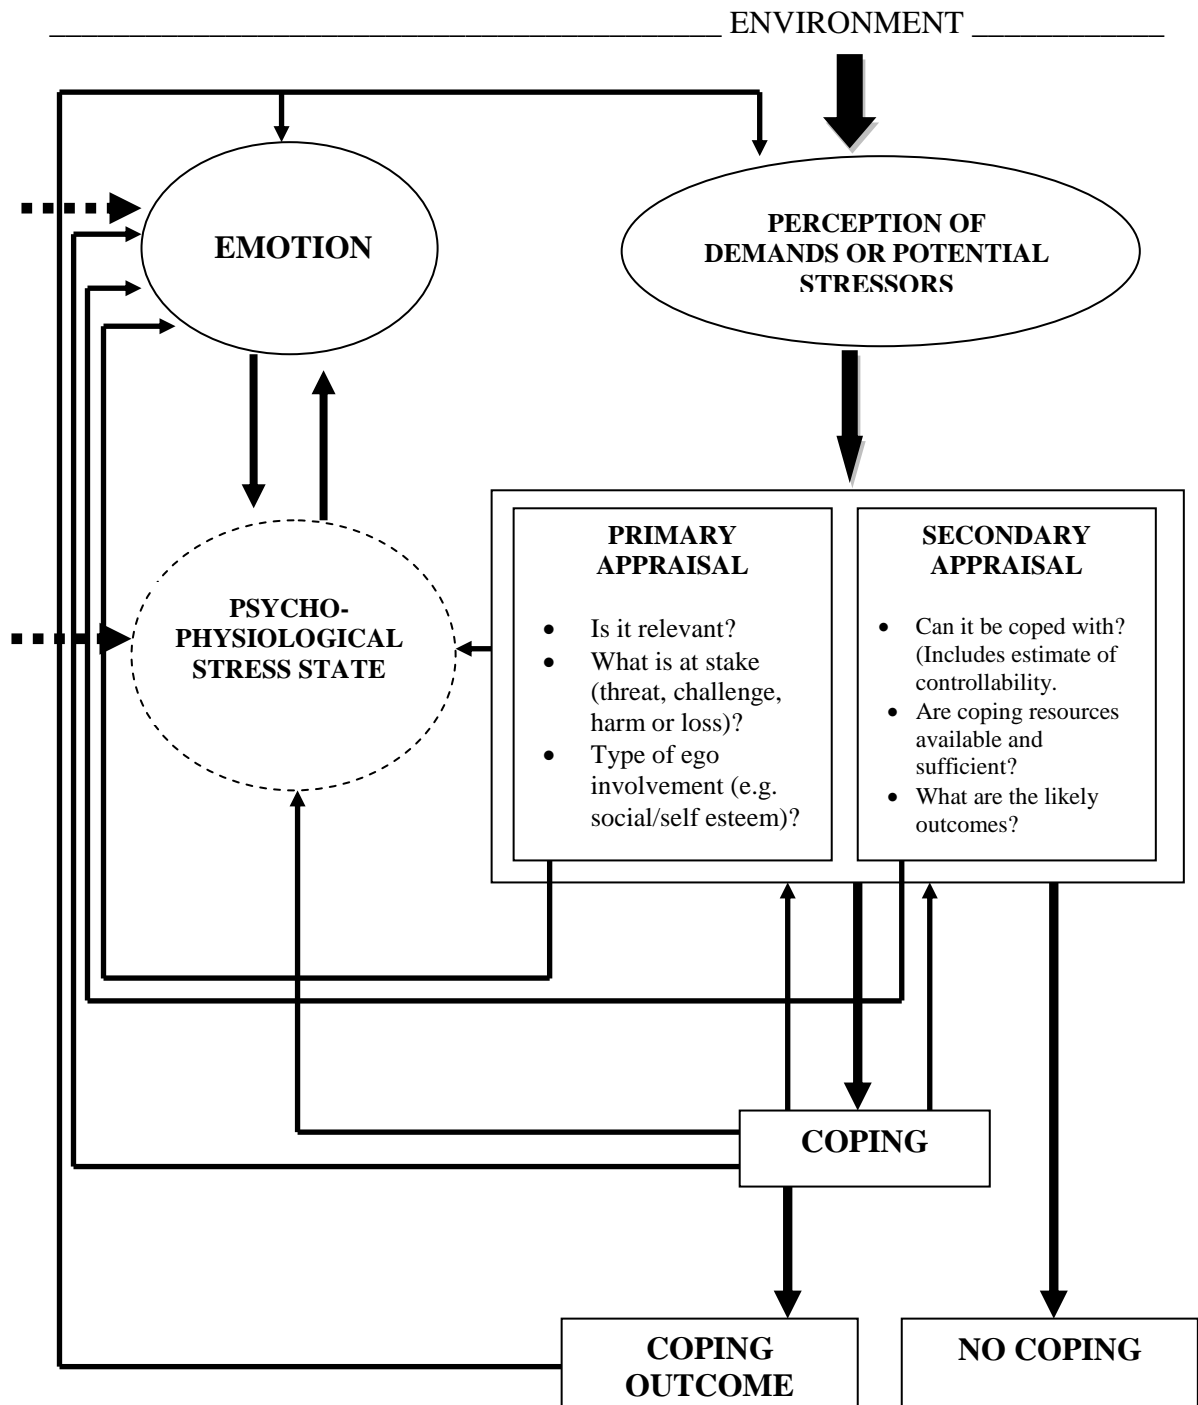 ENVIRONMENT
EMOTION
PERCEPTION OF
DEMANDS OR POTENTIAL
STRESSORS
PSYCHO-
PHYSIOLOGICAL
STRESS STATE
PRIMARY
APPRAISAL
• Is it relevant?
• What is at stake
(threat, challenge,
harm or loss)?
• Type of ego
involvement (e.g.
social/self esteem)?
SECONDARY
APPRAISAL
• Can it be coped with?
(Includes estimate of
controllability.
• Are coping resources
available and
sufficient?
• What are the likely
outcomes?
COPING
COPING
OUTCOME
NO COPING